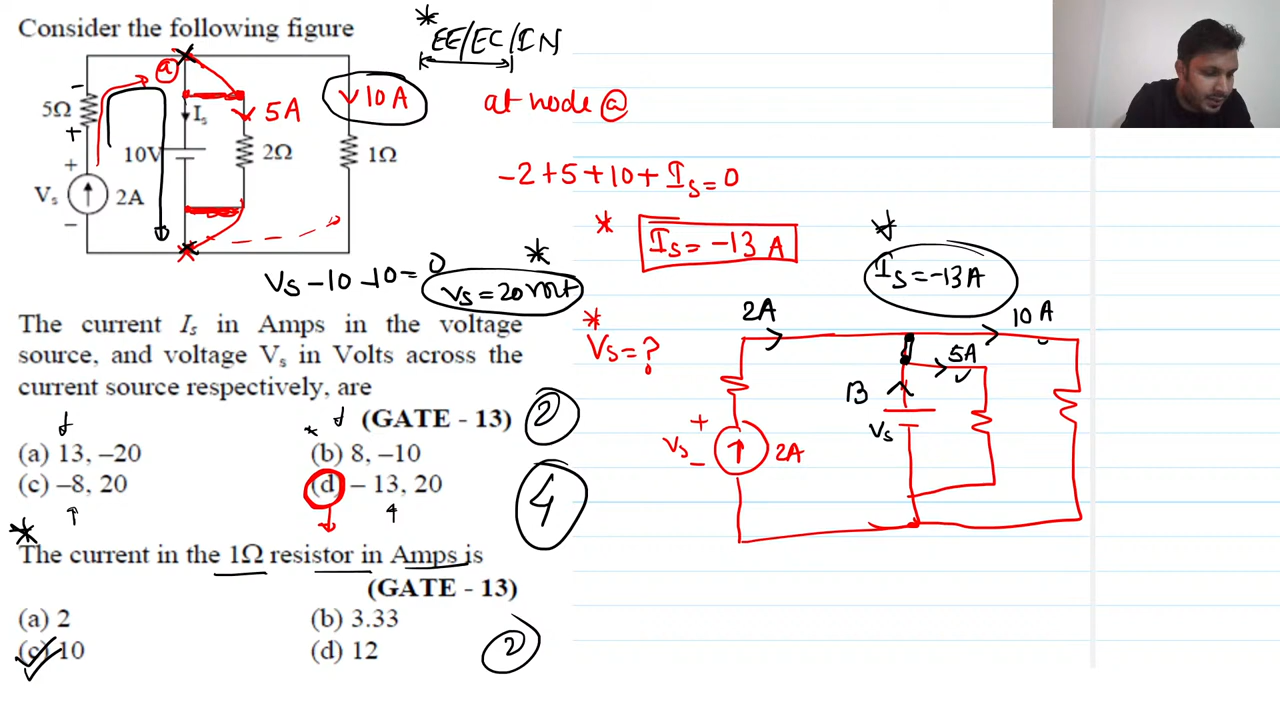 Consider the following figure
* EE/EC/IN
a
5Ω
-
+
Is
5A
10A
10V
2Ω
1Ω
+
Vs
2A
-
at node a
-2+5+10+Is=0
* Is = -13 A
Vs -10 -10 = 0
* Vs = 20 volt
Is = -13A
* Vs = ?
2A
10 A
5A
13
Vs
+
Vs
-
2A
The current Is in Amps in the voltage
source, and voltage Vs in Volts across the
current source respectively, are
(GATE - 13) 2
(a) 13, –20
(b) 8, –10
(c) –8, 20
(d) – 13, 20
4
* The current in the 1Ω resistor in Amps is
(GATE - 13)
(a) 2
(b) 3.33
(c) 10
(d) 12
2